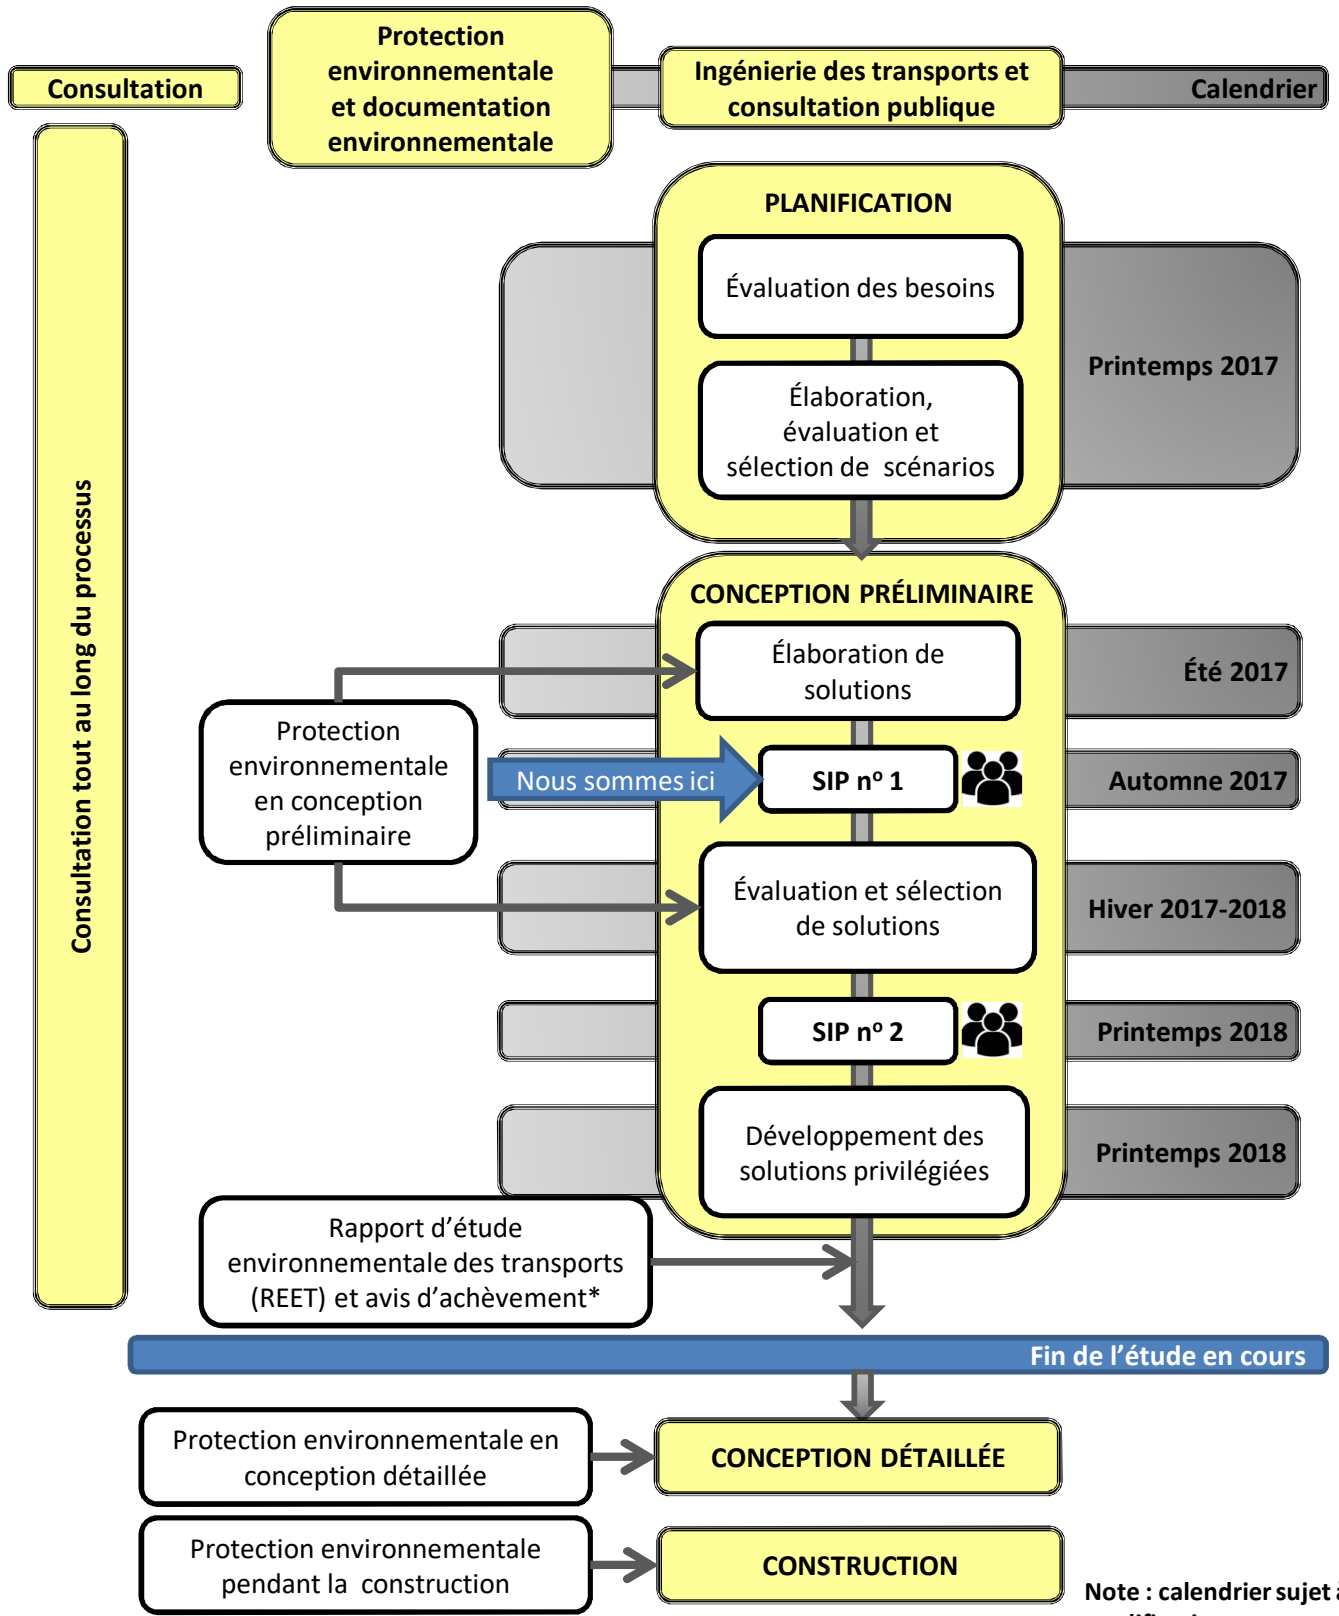 Consultation
Protection
environnementale
et documentation
environnementale
Ingénierie des transports et
consultation publique
Calendrier
Consultation tout au long du processus
PLANIFICATION
Évaluation des besoins
Élaboration,
évaluation et
sélection de scénarios
Printemps 2017
CONCEPTION PRÉLIMINAIRE
Élaboration de
solutions
Été 2017
Protection
environnementale
en conception
préliminaire
Nous sommes ici
SIP nº 1
Automne 2017
Évaluation et sélection
de solutions
Hiver 2017-2018
SIP nº 2
Printemps 2018
Développement des
solutions privilégiées
Printemps 2018
Rapport d’étude
environnementale des transports
(REET) et avis d’achèvement*
Fin de l’étude en cours
Protection environnementale en
conception détaillée
CONCEPTION DÉTAILLÉE
Protection environnementale
pendant la construction
CONSTRUCTION
Note : calendrier sujet à